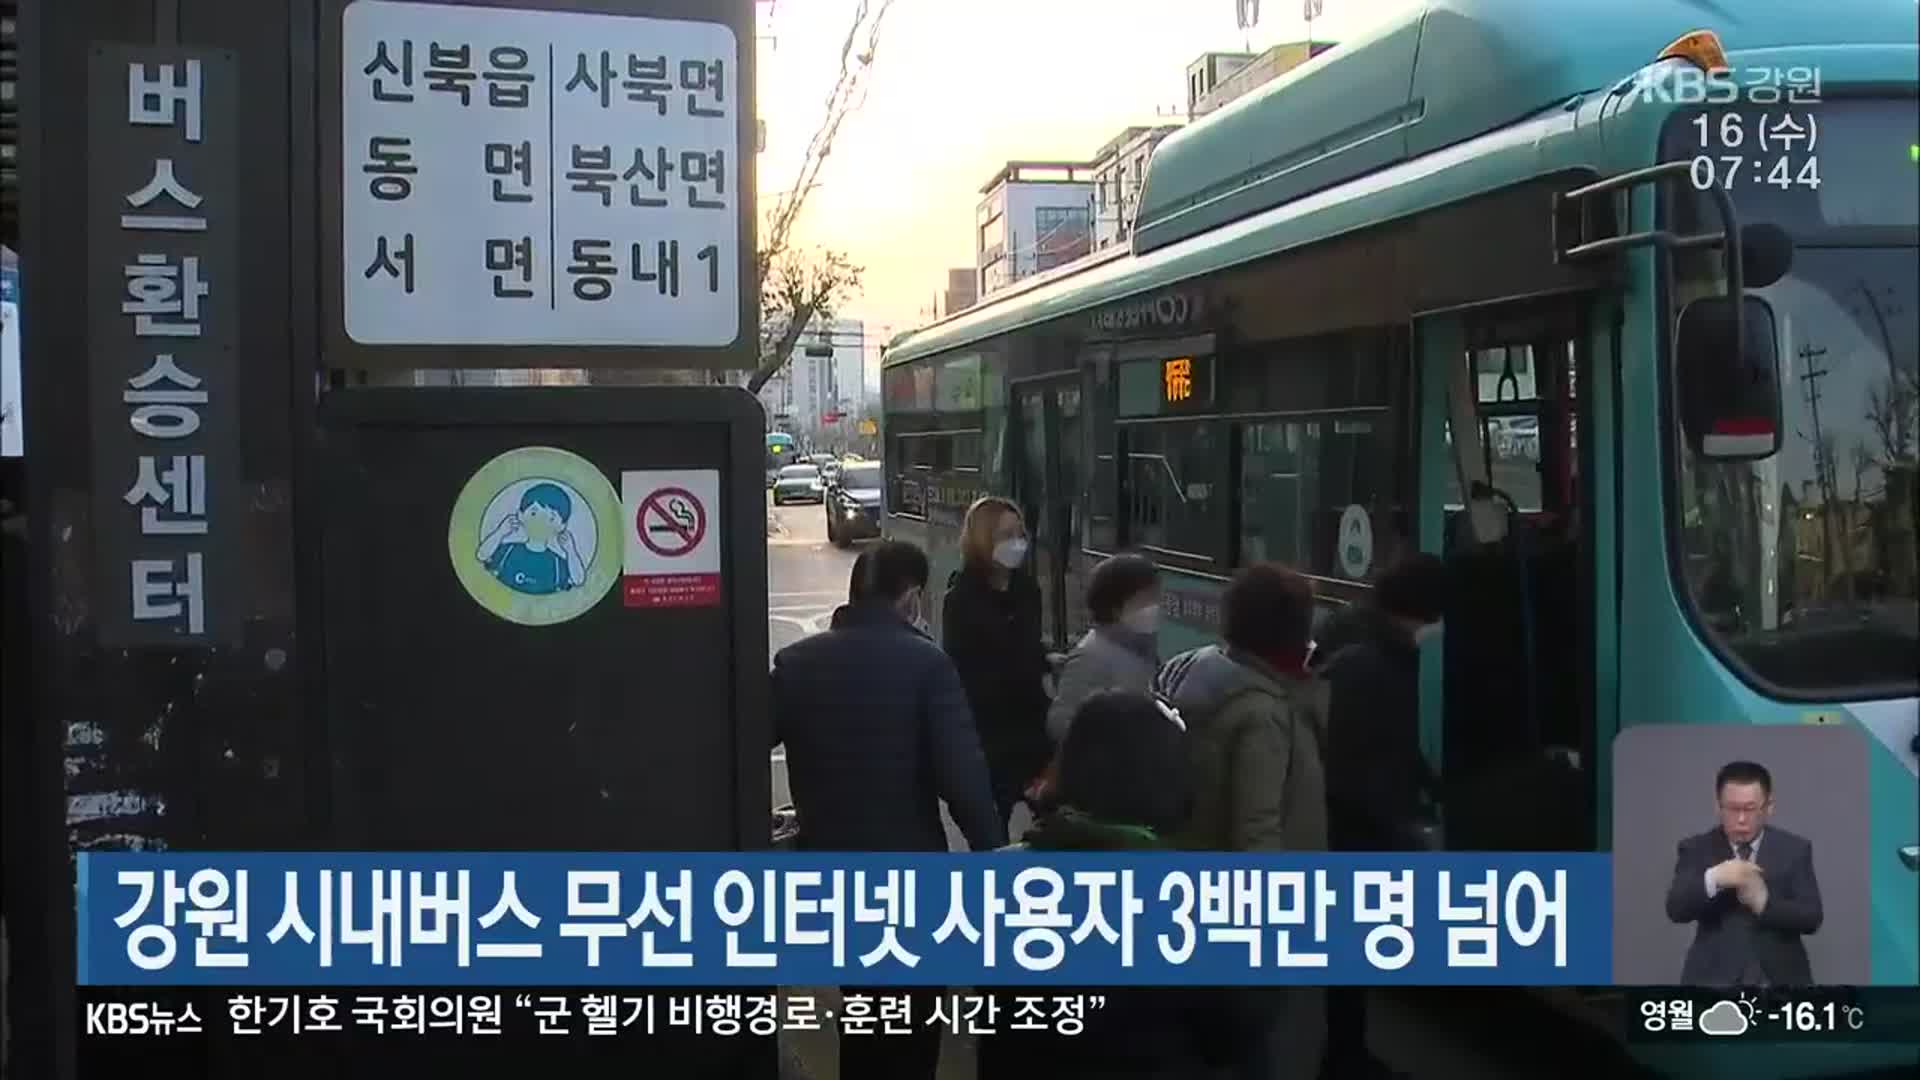 버스환승센터
신북읍 사북면
동 면 북산면
서 면 동내1
KBS강원
16 (수)
07:44
강원 시내버스 무선 인터넷 사용자 3백만 명 넘어
KBS뉴스 한기호 국회의원 “군 헬기 비행경로·훈련 시간 조정”
영월 -16.1℃